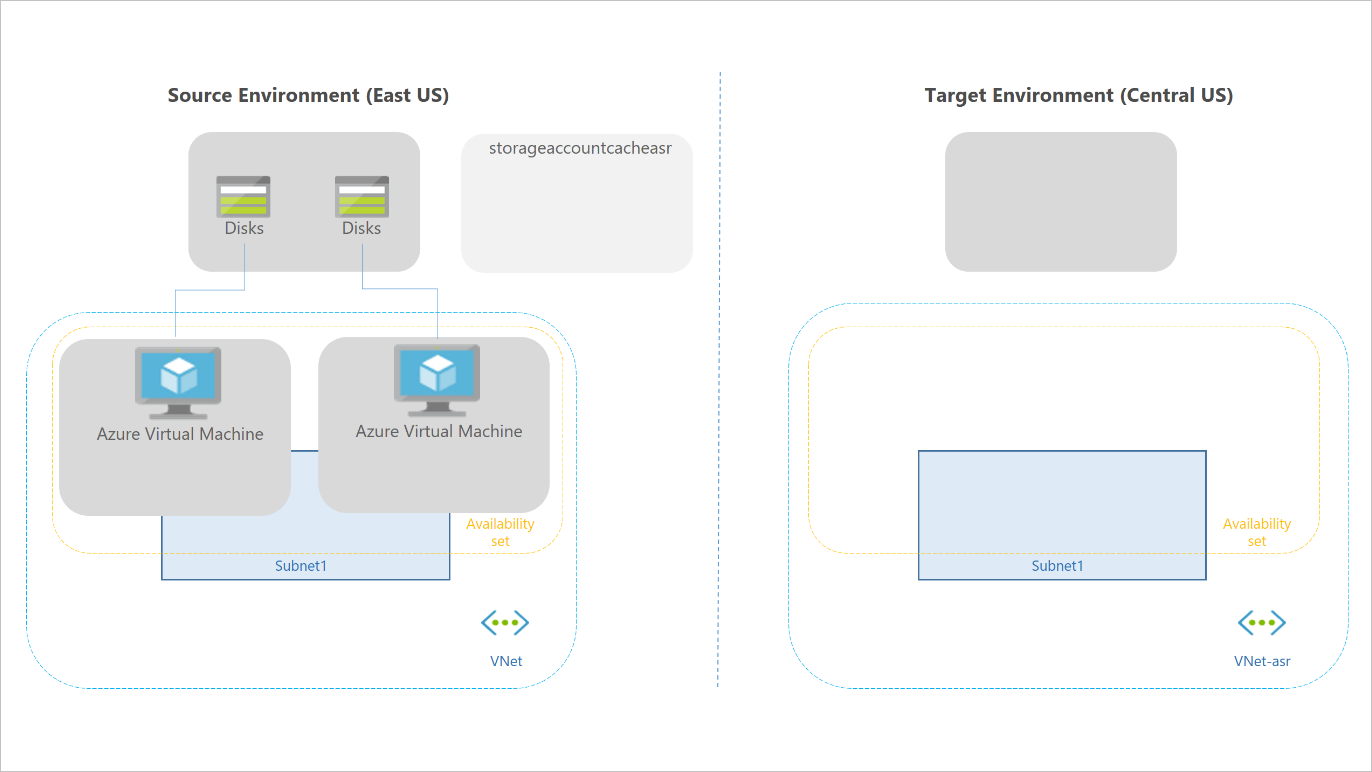 Source Environment (East US)
storageaccountcacheasr
Disks
Disks
Azure Virtual Machine
Azure Virtual Machine
Availability
set
Subnet1
VNet
Target Environment (Central US)
Availability
set
Subnet1
VNet-asr